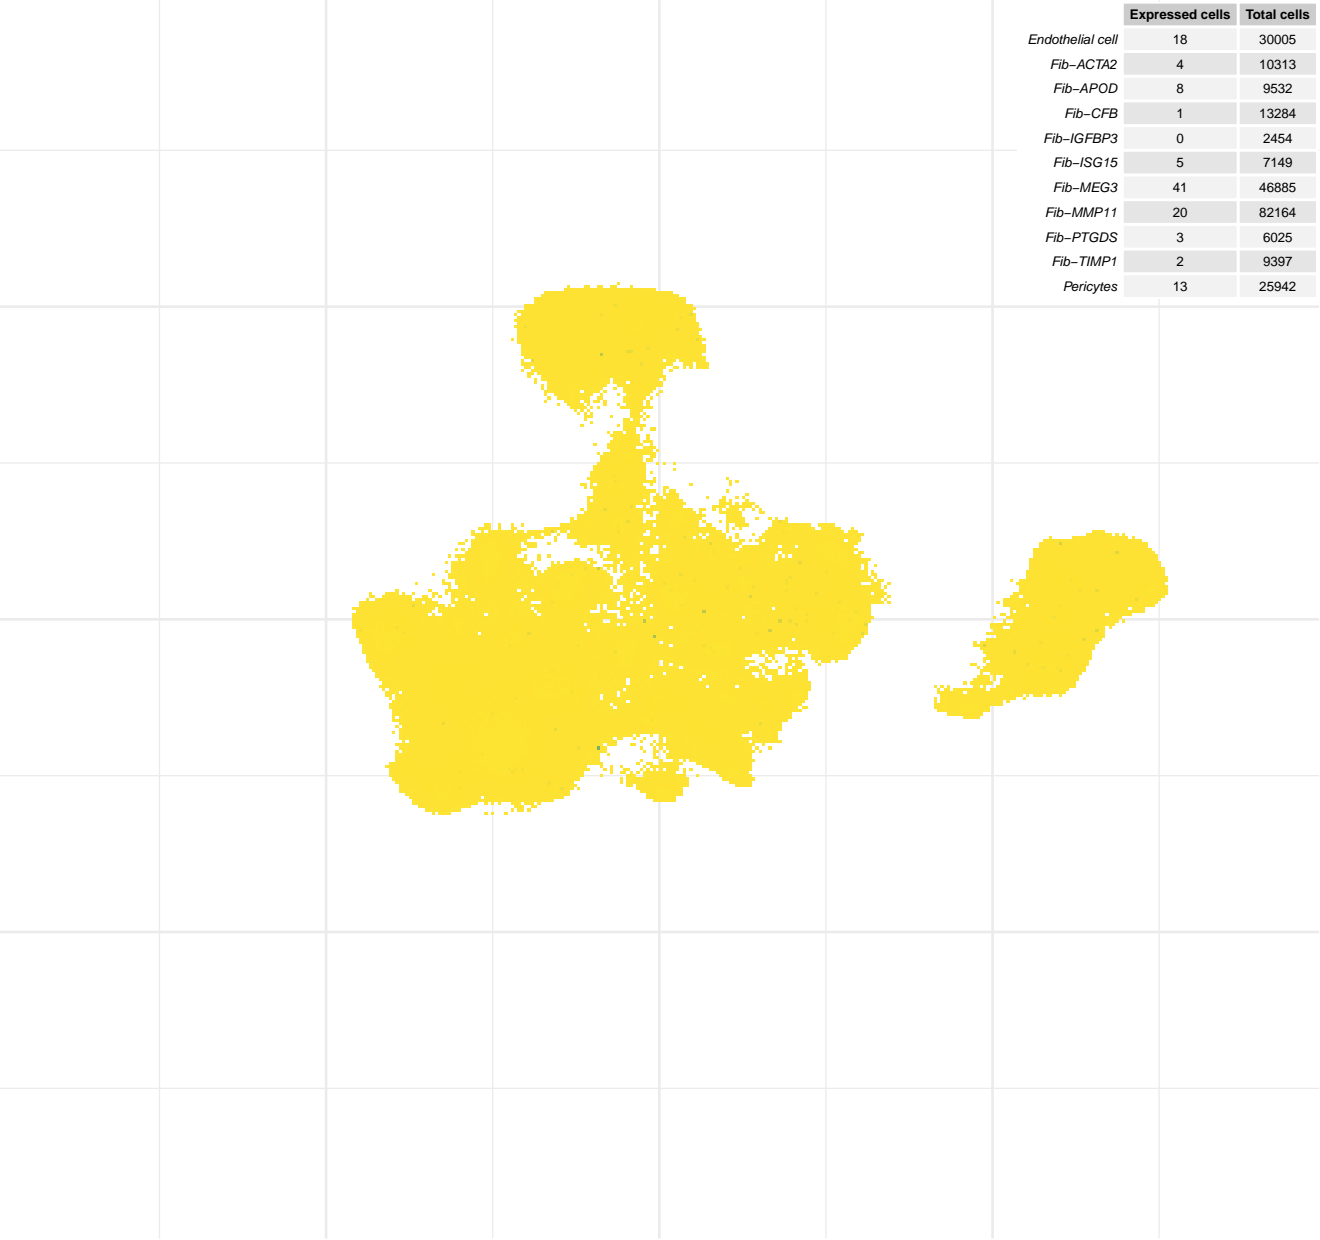 Expressed cells Total cells
Endothelial cell 18 30005
Fib−ACTA2 4 10313
Fib−APOD 8 9532
Fib−CFB 1 13284
Fib−IGFBP3 0 2454
Fib−ISG15 5 7149
Fib−MEG3 41 46885
Fib−MMP11 20 82164
Fib−PTGDS 3 6025
Fib−TIMP1 2 9397
Pericytes 13 25942